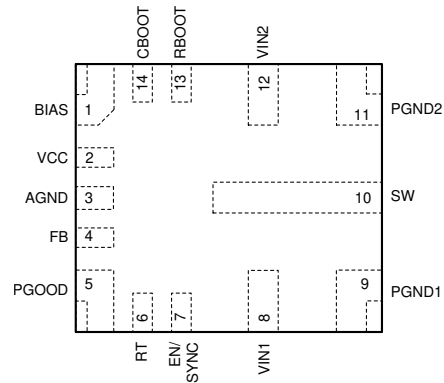 CBOOT
RBOOT
VIN2
14
13
12
BIAS
1
11
PGND2
VCC
2
AGND
3
10
SW
FB
4
PGOOD
5
9
PGND1
6
7
8
RT
EN/
SYNC
VIN1